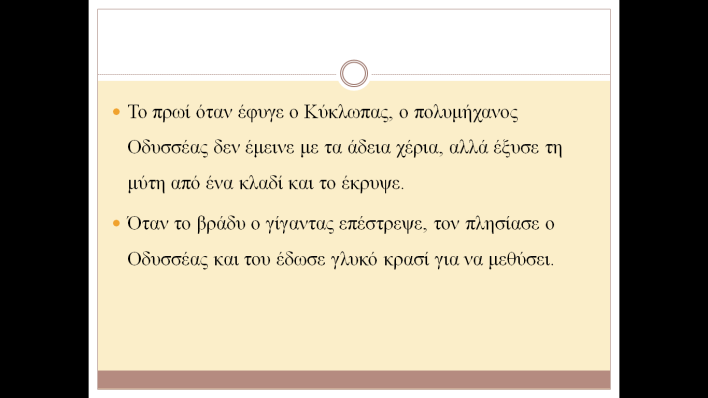 • Το πρωί όταν έφυγε ο Κύκλωπας, ο πολυμήχανος
Οδυσσέας δεν έμεινε με τα άδεια χέρια, αλλά έξυσε τη
μύτη από ένα κλαδί και το έκρυψε.
• Όταν το βράδυ ο γίγαντας επέστρεψε, τον πλησίασε ο
Οδυσσέας και του έδωσε γλυκό κρασί για να μεθύσει.